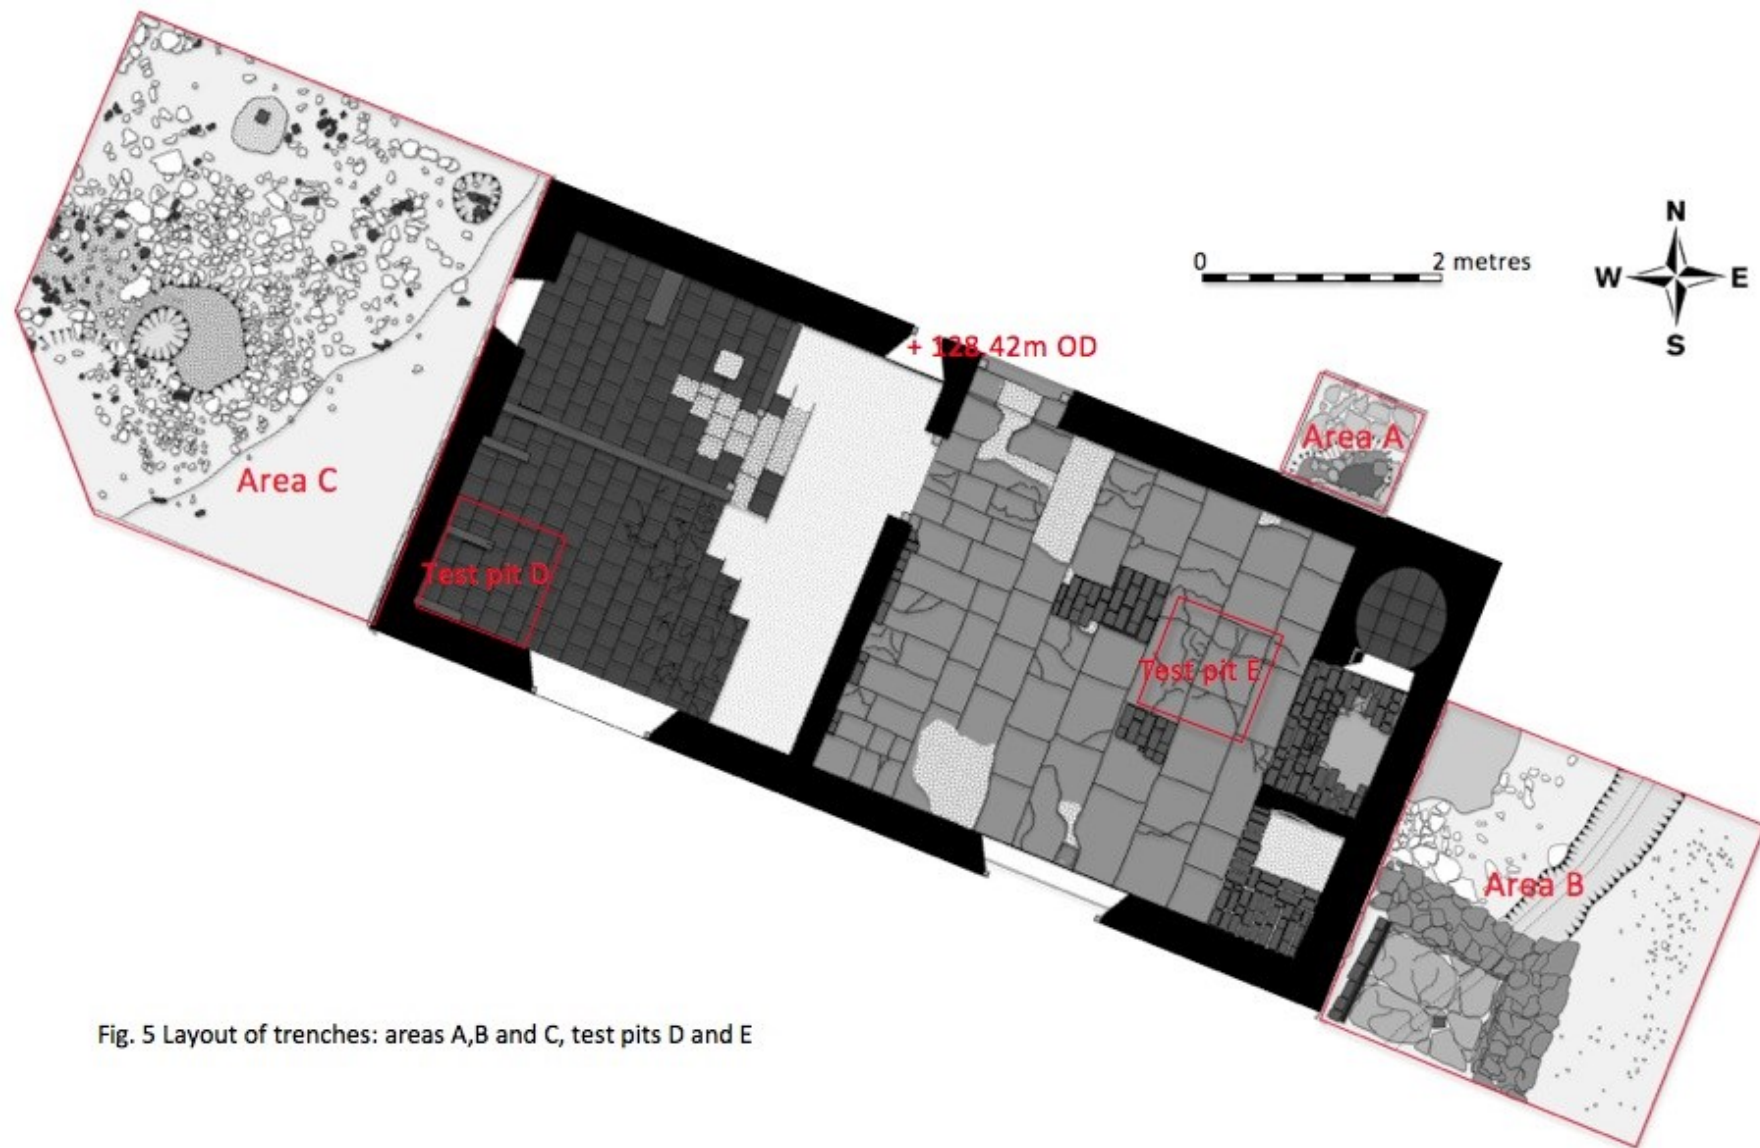 N
0 2 metres
W E
S
+ 128.42m OD
Area A
Area C
Test pit D
Test pit E
Area B
Fig. 5 Layout of trenches: areas A,B and C, test pits D and E